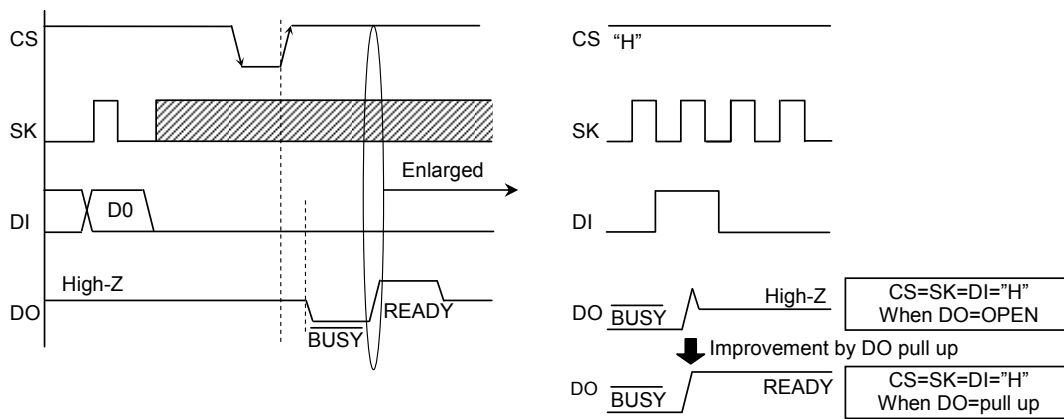 CS
SK
Enlarged
D0
DI
High-Z
DO
READY
BUSY
CS "H"
SK
DI
High-Z
DO BUSY
CS=SK=DI="H"
When DO=OPEN
Improvement by DO pull up
DO BUSY READY
CS=SK=DI="H"
When DO=pull up